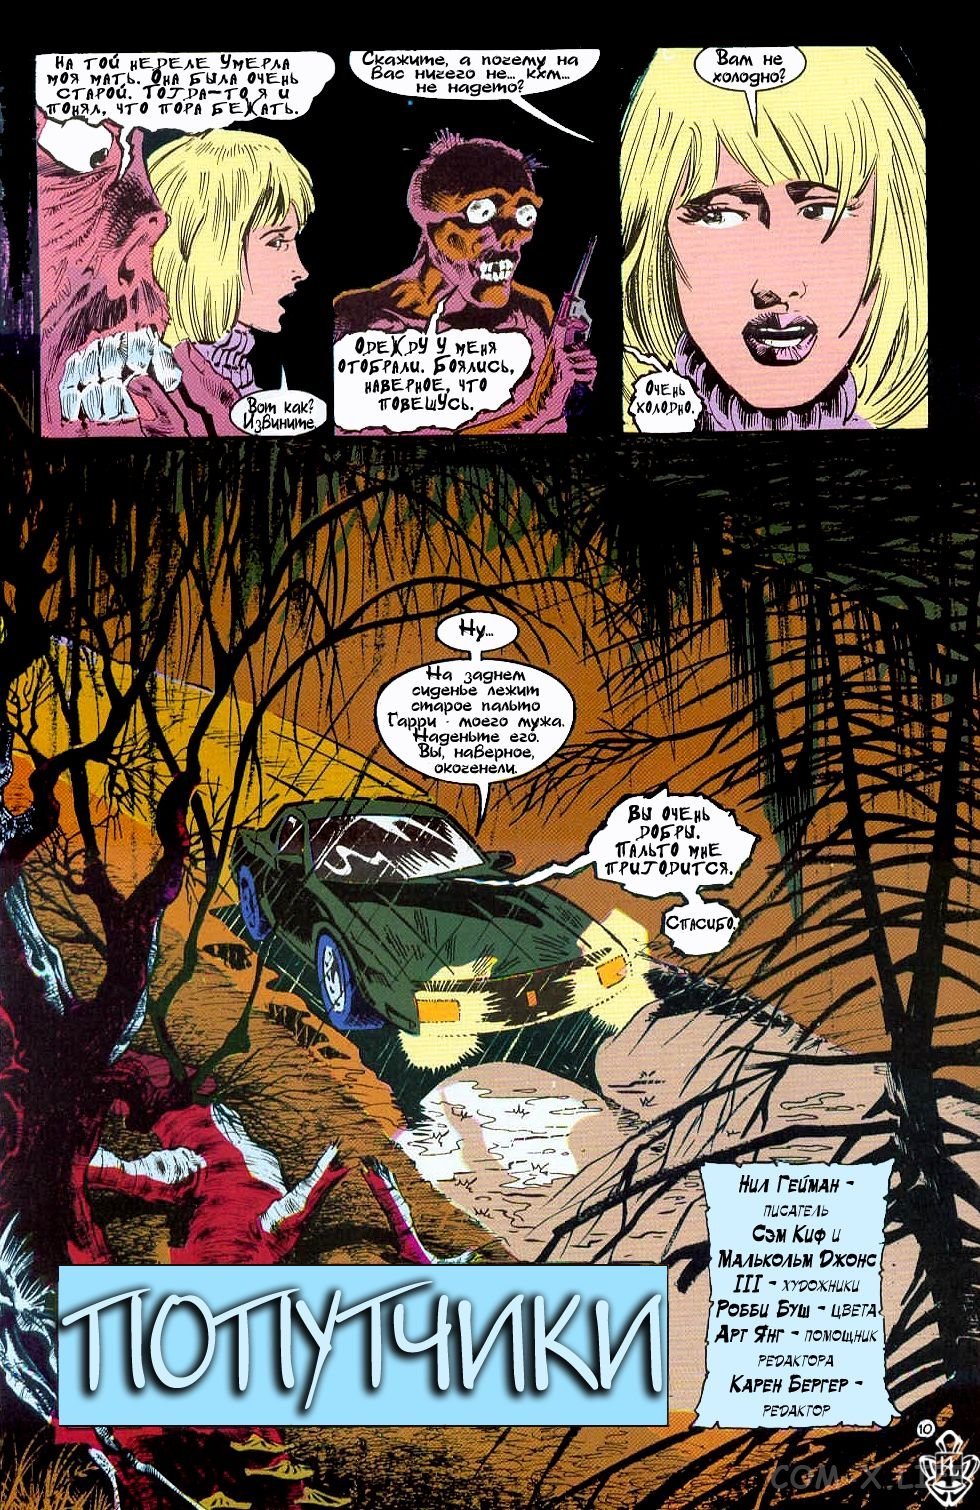 На той неделе умерла
моя мать. Она была очень
старой. Тогда-то я и
понял, что пора бежать.
Вот как?
Извините.
Скажите, а почему на
Вас ничего не... кхм...
не надето?
Одежду у меня
отобрали. Боялись,
наверное, что
повешусь.
Вам не
холодно?
Очень
холодно.
Ну...
На заднем
сиденье лежит
старое пальто
Гарри - моего мужа.
Наденьте его.
Вы, наверное,
окоченели.
Вы очень
добры.
Пальто мне
пригодится.
Спасибо.
Нил Гейман -
писатель
Сэм Киф и
Малькольм Джонс
III - художники
Робби Буш - цвета
Арт Янг - помощник
редактора
Карен Бергер -
редактор
ПОПУТЧИКИ
10